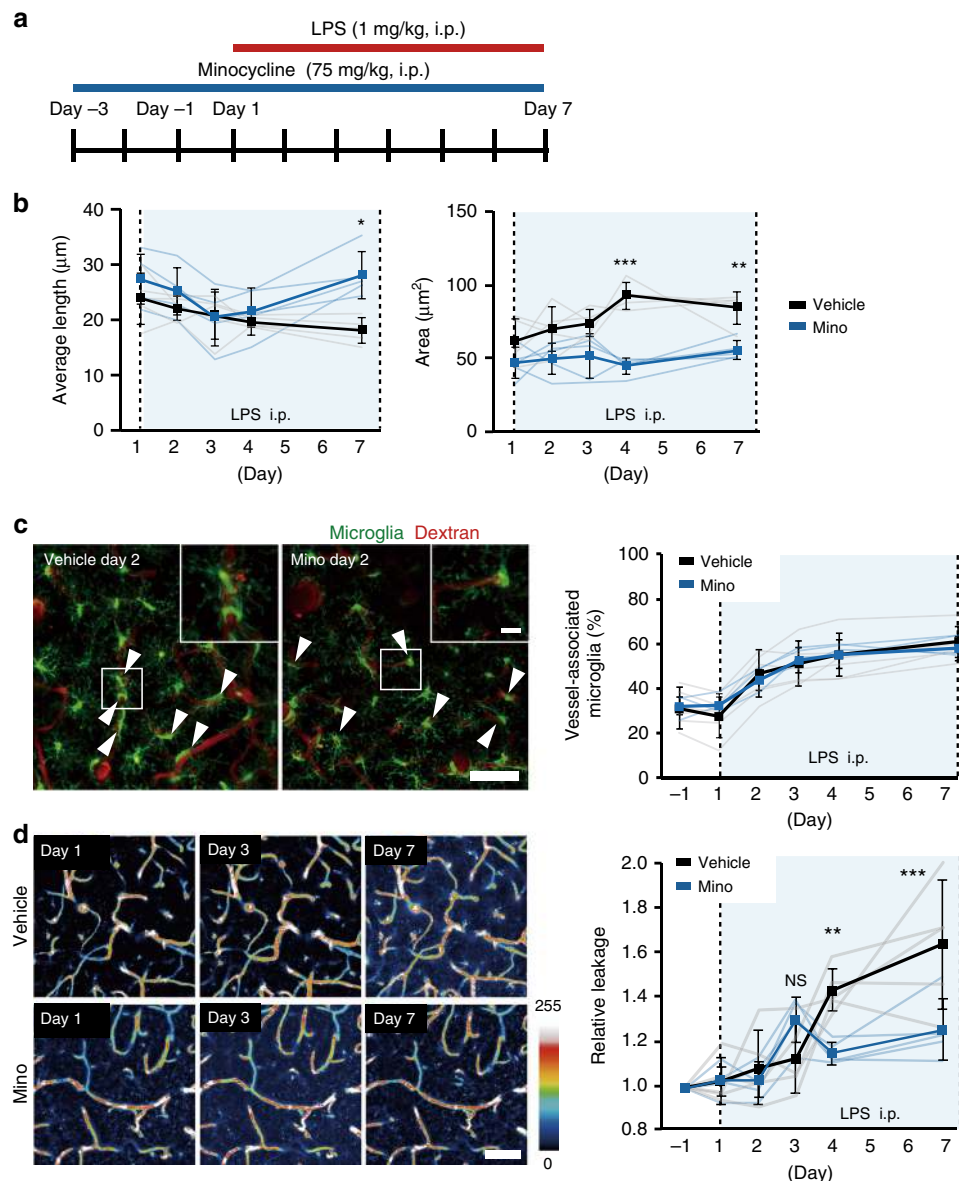 a
LPS (1 mg/kg, i.p.)
Minocycline (75 mg/kg, i.p.)
Day –3 Day –1 Day 1 Day 7
b
Average length (μm)
40
30
20
10
0
*
LPS i.p.
1 2 3 4 5 6 7
(Day)
Area (μm²)
150
100
50
0
*** **
LPS i.p.
1 2 3 4 5 6 7
(Day)
Vehicle
Mino
c
Microglia Dextran
Vehicle day 2
Mino day 2
Vessel-associated
microglia (%)
100
80
60
40
20
0
Vehicle
Mino
LPS i.p.
–1 1 2 3 4 5 6 7
(Day)
d
Vehicle
Day 1 Day 3 Day 7
Mino
Day 1 Day 3 Day 7
255
0
Relative leakage
2.0
1.8
1.6
1.4
1.2
1.0
0.8
Vehicle
Mino
NS
**
***
LPS i.p.
–1 1 2 3 4 5 6 7
(Day)